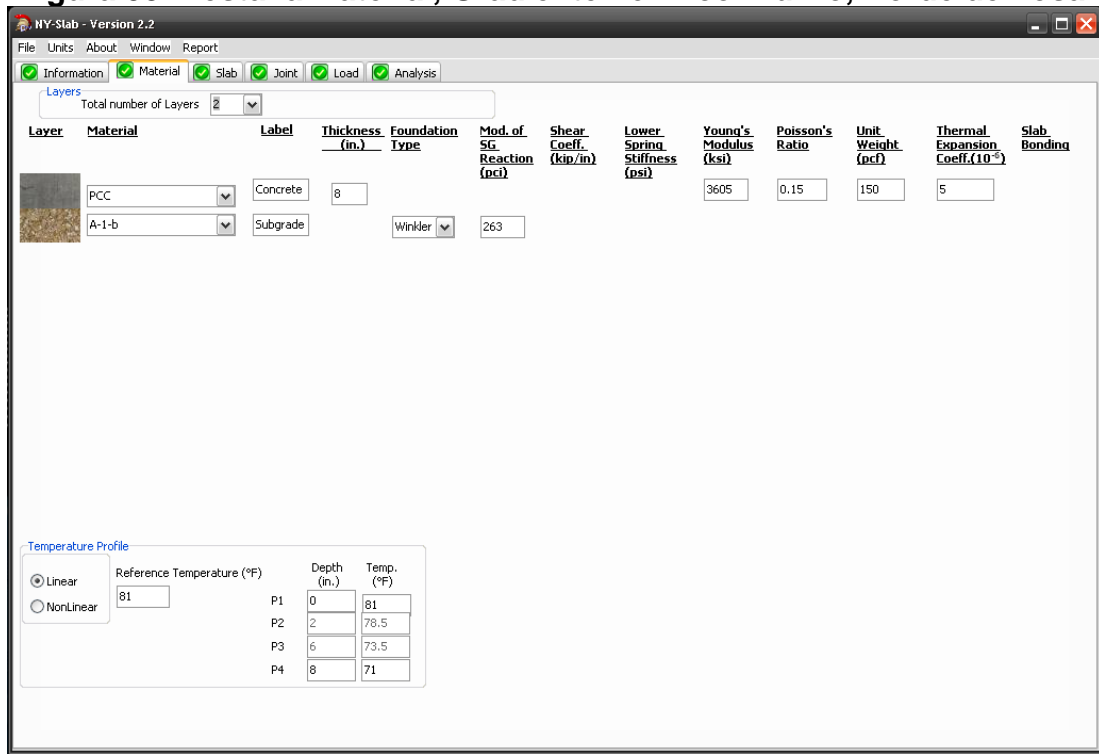 NY-Slab - Version 2.2
File Units About Window Report
Information Material Slab Joint Load Analysis
Layers
Total number of Layers 2
Layer Material Label Thickness (in.) Foundation Type Mod. of SG Reaction (pci) Shear Coeff. (kip/in) Lower Spring Stiffness (psi) Young's Modulus (ksi) Poisson's Ratio Unit Weight (pcf) Thermal Expansion Coeff.(10⁻⁶) Slab Bonding
PCC Concrete 8 3605 0.15 150 5
A-1-b Subgrade Winkler 263
Temperature Profile
Linear
NonLinear
Reference Temperature (°F)
81
Depth (in.) Temp. (°F)
P1 0 81
P2 2 78.5
P3 6 73.5
P4 8 71